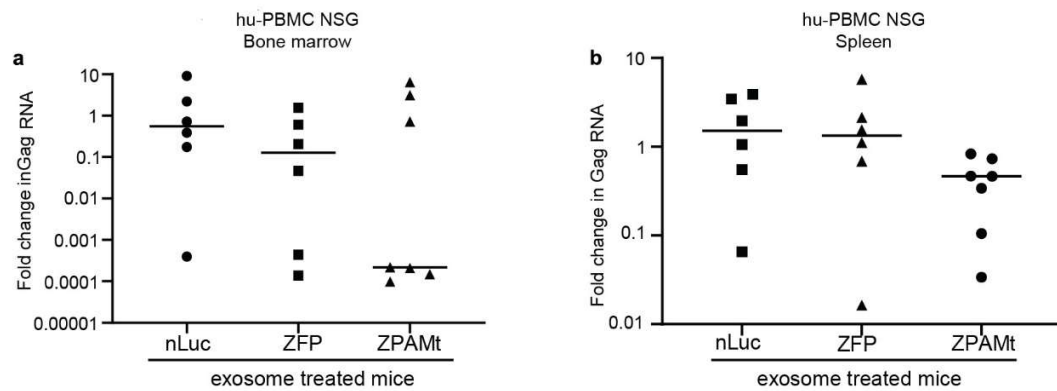 hu-PBMC NSG
Bone marrow
a
Fold change inGag RNA
10
1
0.1
0.01
0.001
0.0001
0.00001
nLuc ZFP ZPAMt
exosome treated mice
hu-PBMC NSG
Spleen
b
Fold change in Gag RNA
10
1
0.1
0.01
nLuc ZFP ZPAMt
exosome treated mice